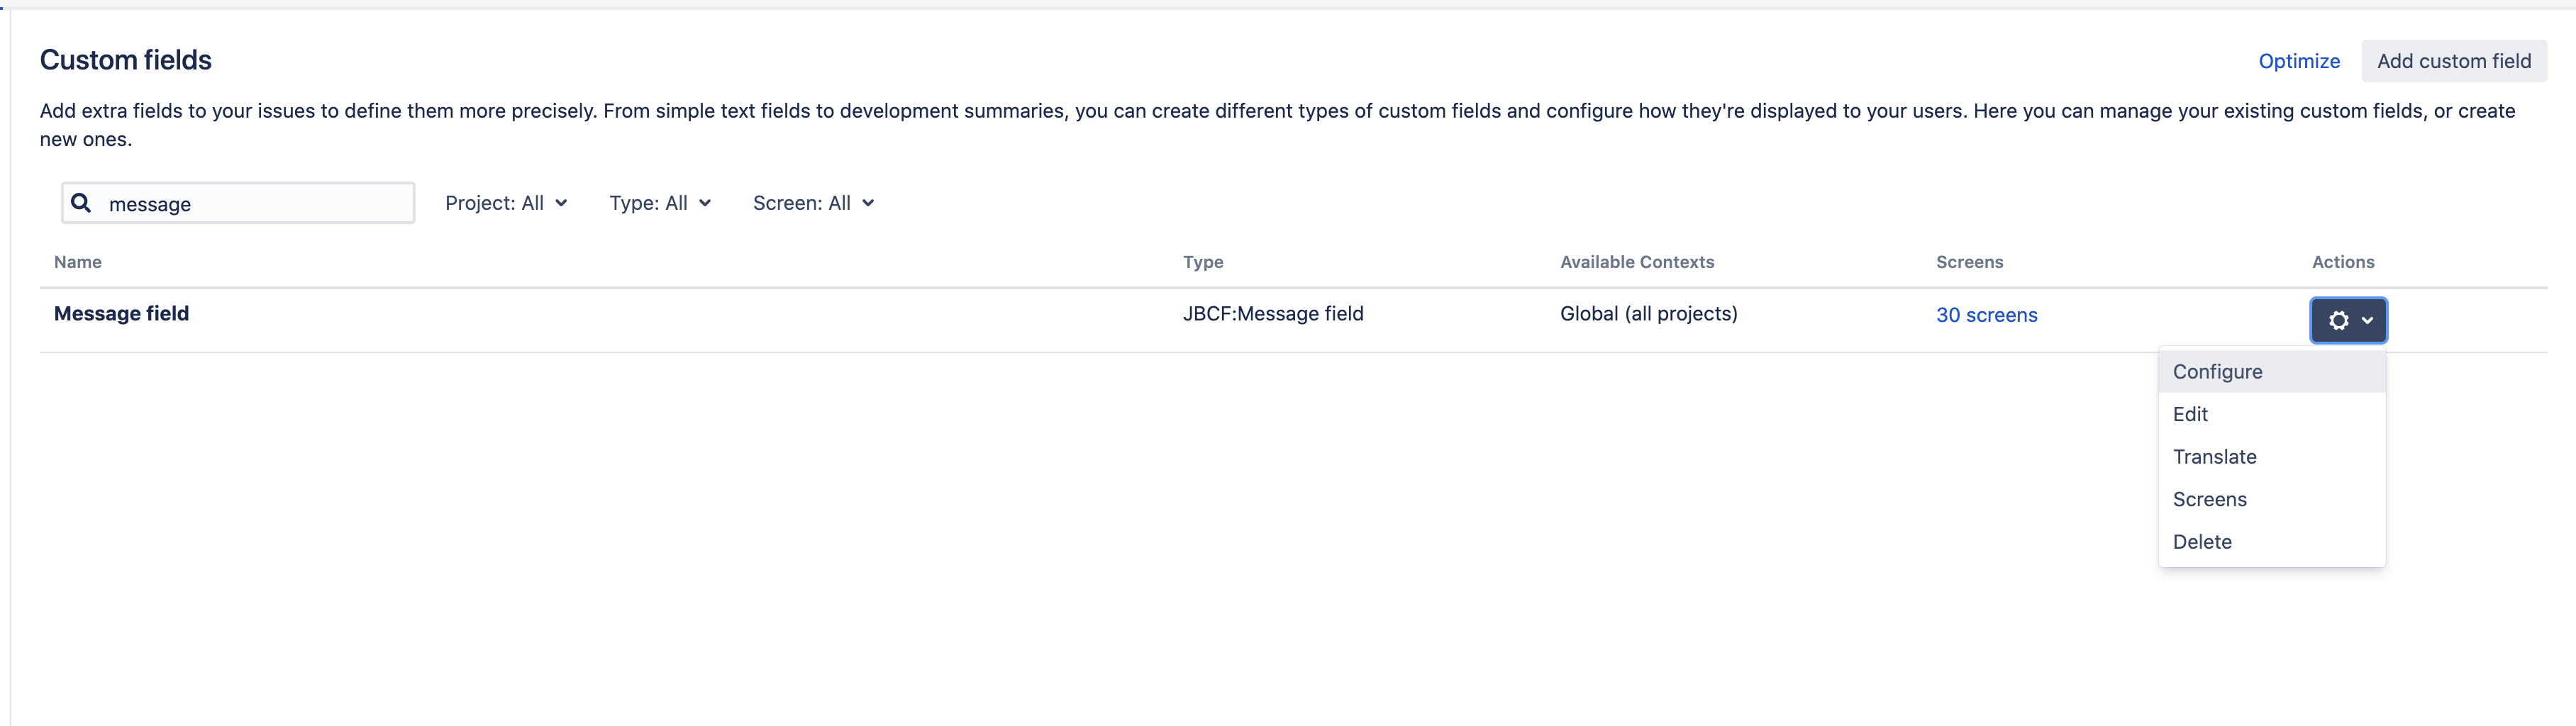 Custom fields
Optimize
Add custom field
Add extra fields to your issues to define them more precisely. From simple text fields to development summaries, you can create different types of custom fields and configure how they're displayed to your users. Here you can manage your existing custom fields, or create
new ones.
message
Project: All
Type: All
Screen: All
Name
Type
Available Contexts
Screens
Actions
Message field
JBCF:Message field
Global (all projects)
30 screens
Configure
Edit
Translate
Screens
Delete